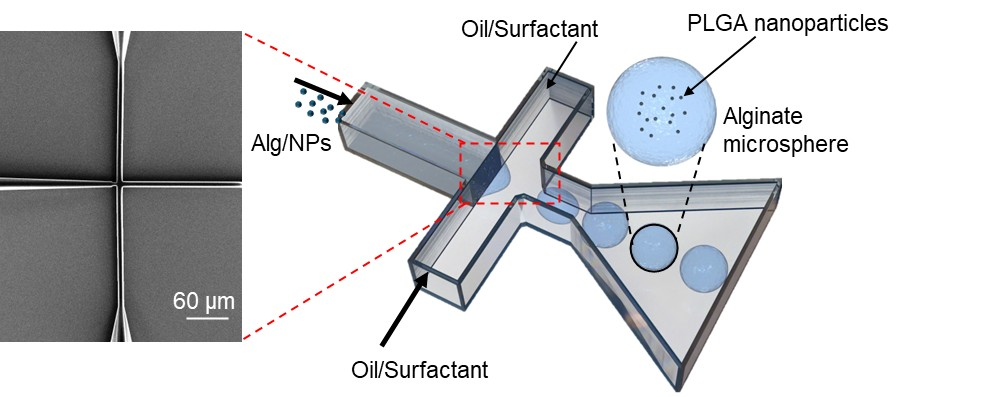 Oil/Surfactant
PLGA nanoparticles
Alg/NPs
Alginate
microsphere
60 µm
Oil/Surfactant